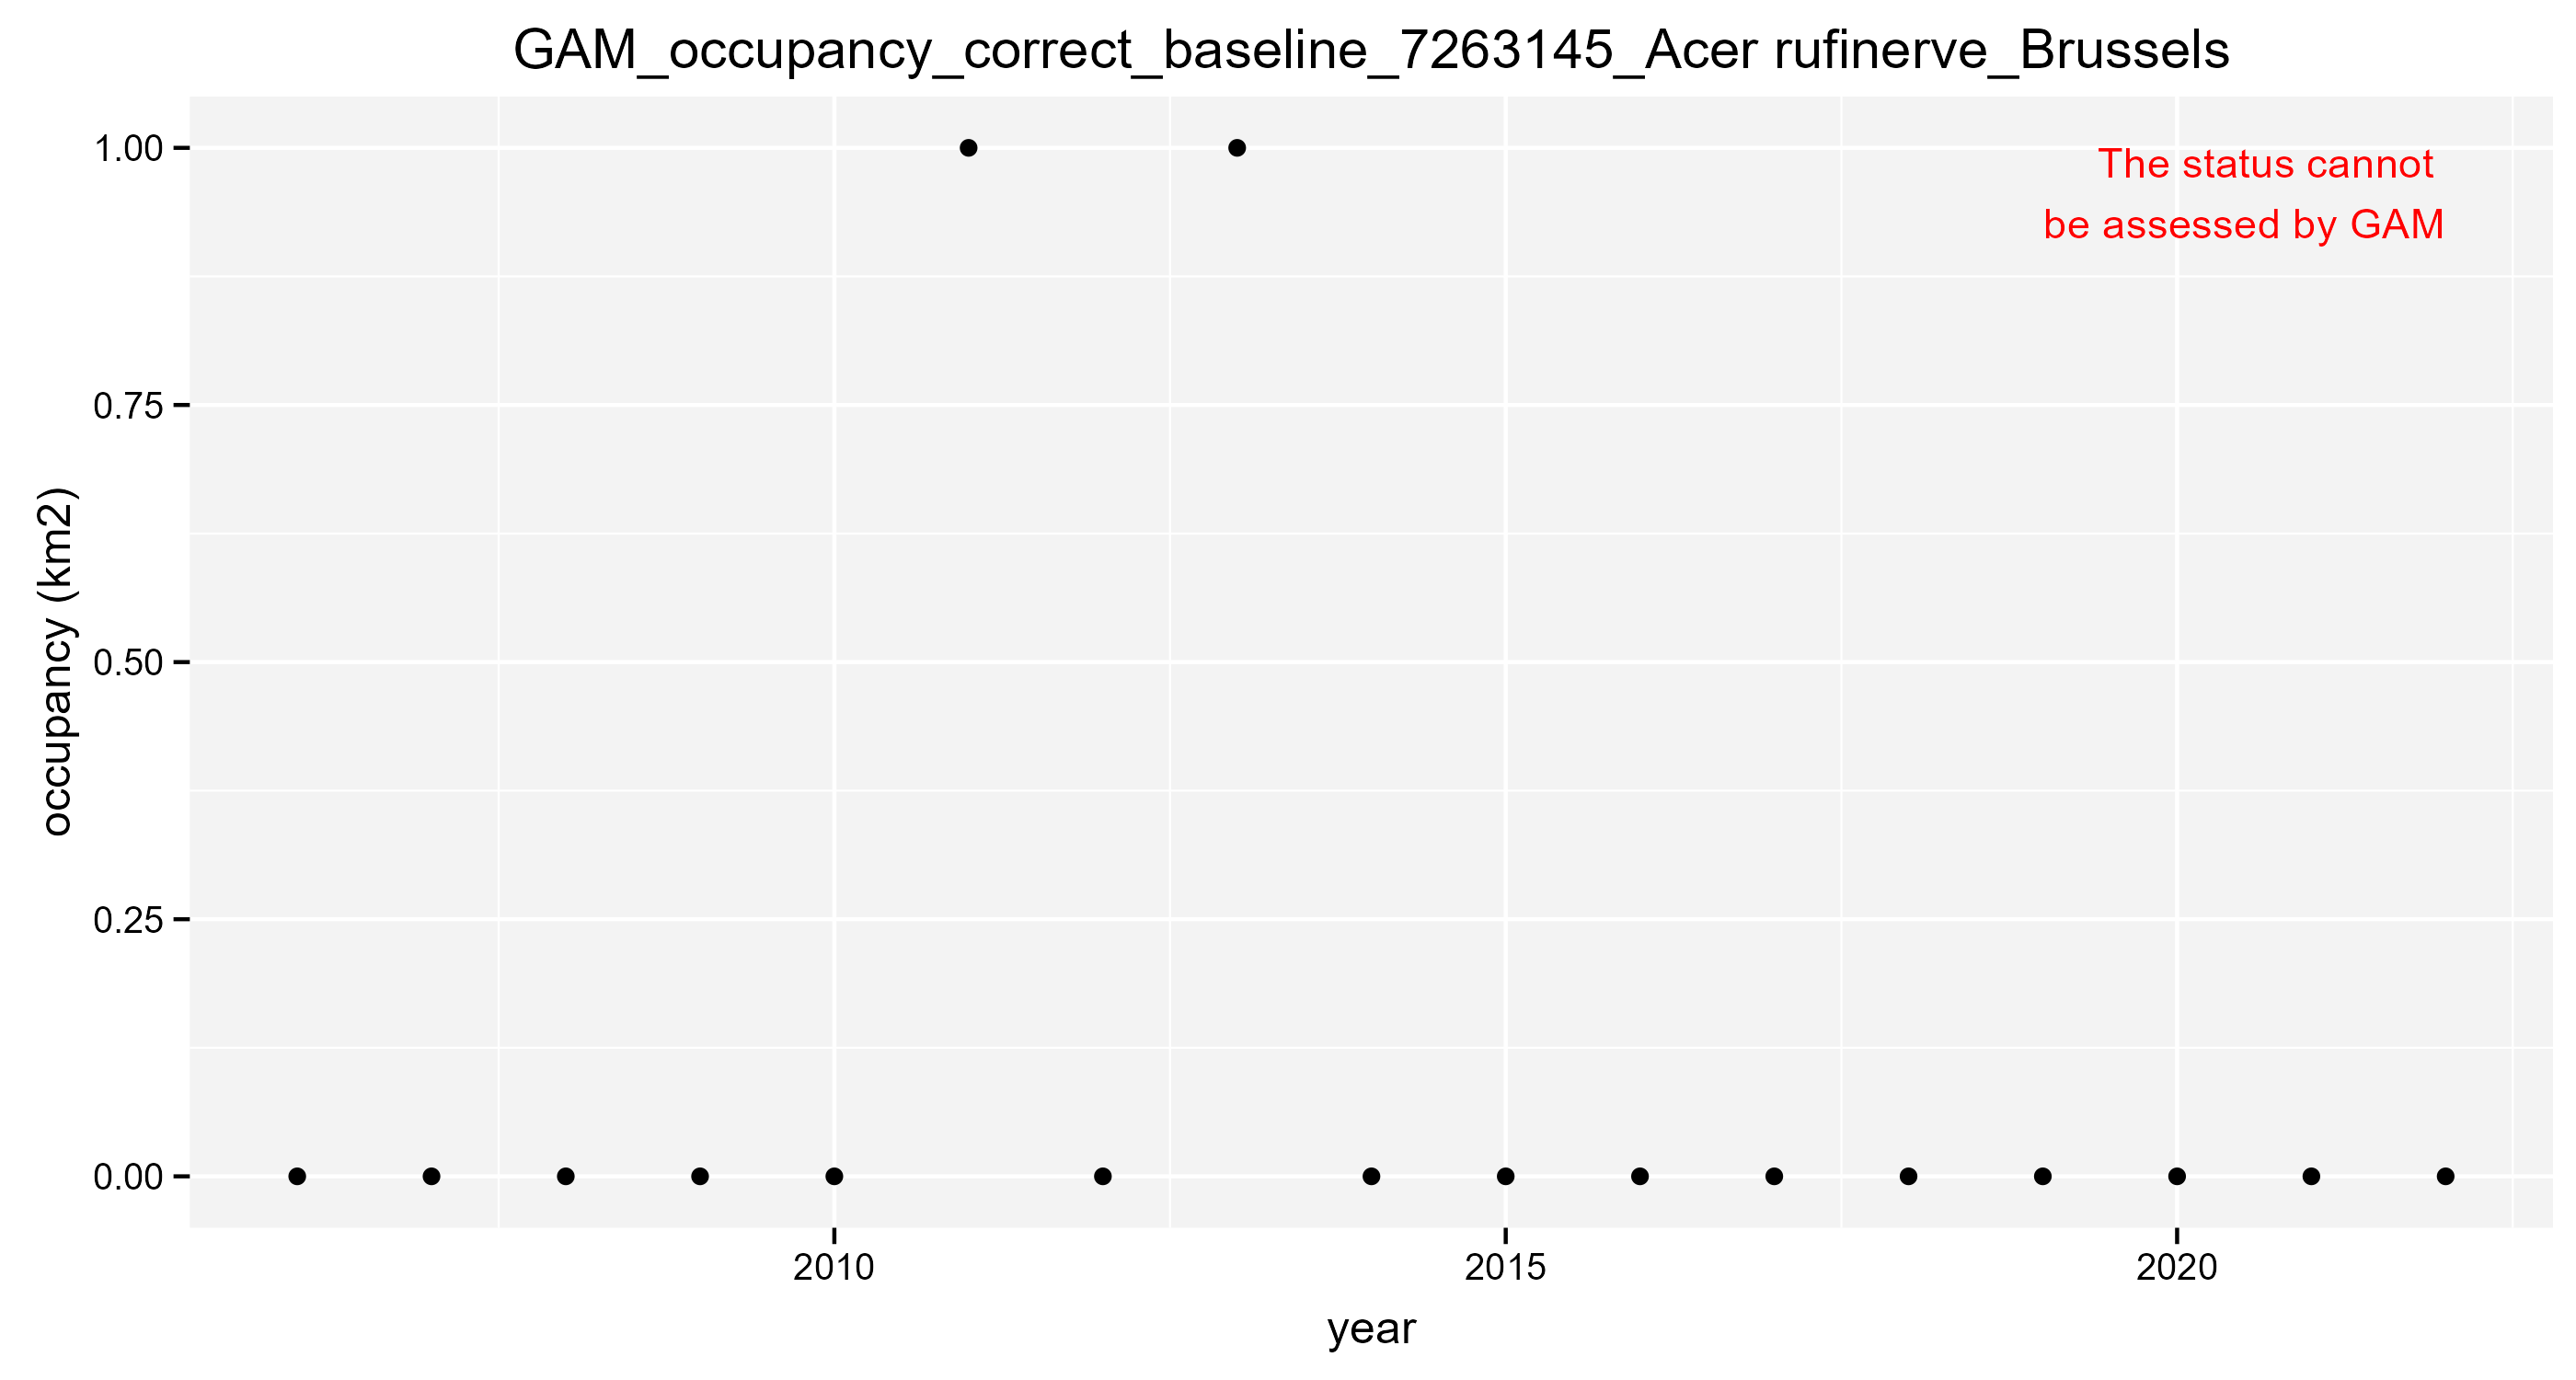 GAM_occupancy_correct_baseline_7263145_Acer rufinerve_Brussels
1.00
The status cannot
be assessed by GAM
0.75
occupancy (km2)
0.50
0.25
0.00
2010
2015
2020
year